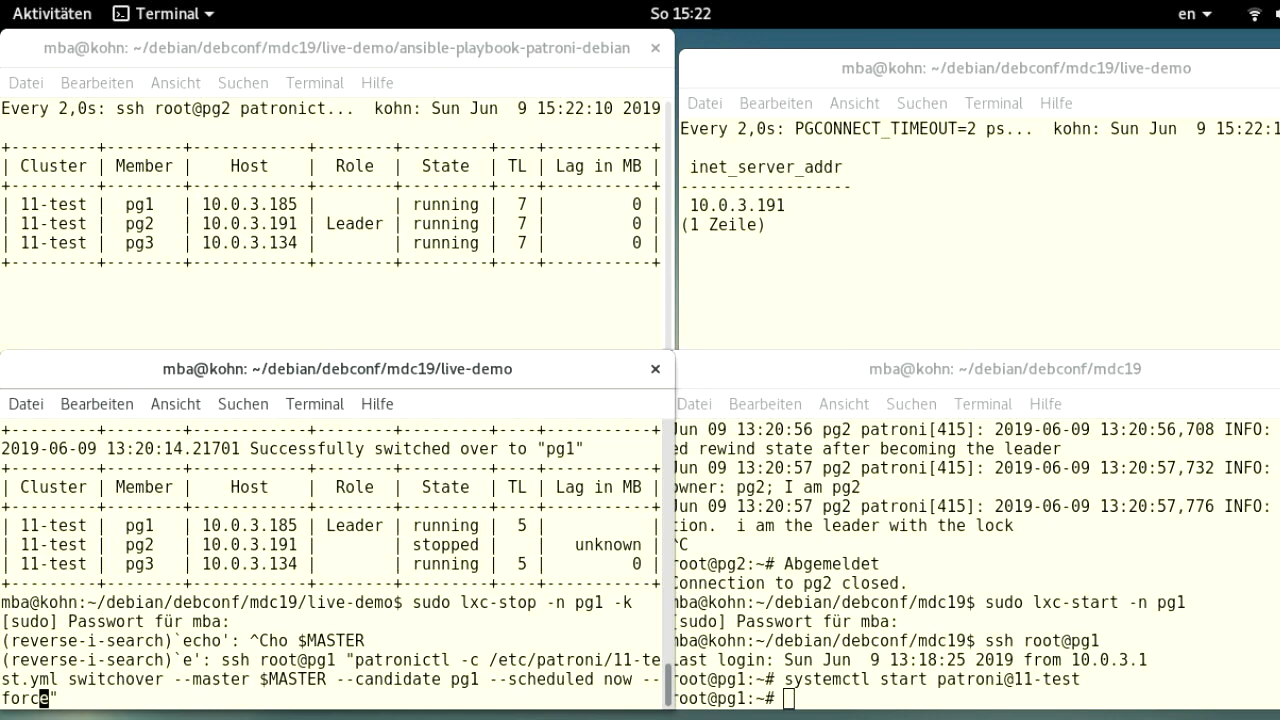 Aktivitäten Terminal So 15:22 en
mba@kohn: ~/debian/debconf/mdc19/live-demo/ansible-playbook-patroni-debian ×
Datei Bearbeiten Ansicht Suchen Terminal Hilfe
Every 2,0s: ssh root@pg2 patronict... kohn: Sun Jun 9 15:22:10 2019
+---------+--------+------------+--------+---------+----+-----------+
| Cluster | Member | Host | Role | State | TL | Lag in MB |
+---------+--------+------------+--------+---------+----+-----------+
| 11-test | pg1 | 10.0.3.185 | | running | 7 | 0 |
| 11-test | pg2 | 10.0.3.191 | Leader | running | 7 | 0 |
| 11-test | pg3 | 10.0.3.134 | | running | 7 | 0 |
+---------+--------+------------+--------+---------+----+-----------+
mba@kohn: ~/debian/debconf/mdc19/live-demo
Datei Bearbeiten Ansicht Suchen Terminal Hilfe
Every 2,0s: PGCONNECT_TIMEOUT=2 ps... kohn: Sun Jun 9 15:22:1
inet_server_addr
------------------
10.0.3.191
(1 Zeile)
mba@kohn: ~/debian/debconf/mdc19/live-demo ×
Datei Bearbeiten Ansicht Suchen Terminal Hilfe
+---------+--------+------------+--------+---------+----+-----------+
2019-06-09 13:20:14.21701 Successfully switched over to "pg1"
+---------+--------+------------+--------+---------+----+-----------+
| Cluster | Member | Host | Role | State | TL | Lag in MB |
+---------+--------+------------+--------+---------+----+-----------+
| 11-test | pg1 | 10.0.3.185 | Leader | running | 5 | |
| 11-test | pg2 | 10.0.3.191 | | stopped | | unknown |
| 11-test | pg3 | 10.0.3.134 | | running | 5 | 0 |
+---------+--------+------------+--------+---------+----+-----------+
mba@kohn:~/debian/debconf/mdc19/live-demo$ sudo lxc-stop -n pg1 -k
[sudo] Passwort für mba:
(reverse-i-search)`echo': ^Cho $MASTER
(reverse-i-search)`e': ssh root@pg1 "patronictl -c /etc/patroni/11-te
st.yml switchover --master $MASTER --candidate pg1 --scheduled now --
force"
mba@kohn: ~/debian/debconf/mdc19
Datei Bearbeiten Ansicht Suchen Terminal Hilfe
Jun 09 13:20:56 pg2 patroni[415]: 2019-06-09 13:20:56,708 INFO:
ed rewind state after becoming the leader
Jun 09 13:20:57 pg2 patroni[415]: 2019-06-09 13:20:57,732 INFO:
owner: pg2; I am pg2
Jun 09 13:20:57 pg2 patroni[415]: 2019-06-09 13:20:57,776 INFO:
tion. i am the leader with the lock
^C
root@pg2:~# Abgemeldet
Connection to pg2 closed.
mba@kohn:~/debian/debconf/mdc19$ sudo lxc-start -n pg1
[sudo] Passwort für mba:
mba@kohn:~/debian/debconf/mdc19$ ssh root@pg1
Last login: Sun Jun 9 13:18:25 2019 from 10.0.3.1
root@pg1:~# systemctl start patroni@11-test
root@pg1:~#